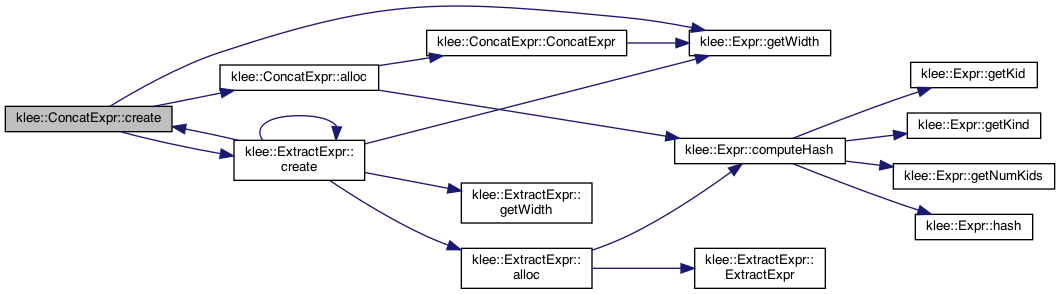 klee::ConcatExpr::create
klee::ConcatExpr::alloc
klee::ExtractExpr::
create
klee::ConcatExpr::ConcatExpr
klee::ExtractExpr::
getWidth
klee::ExtractExpr::
alloc
klee::Expr::getWidth
klee::Expr::computeHash
klee::ExtractExpr::
ExtractExpr
klee::Expr::getKid
klee::Expr::getKind
klee::Expr::getNumKids
klee::Expr::hash